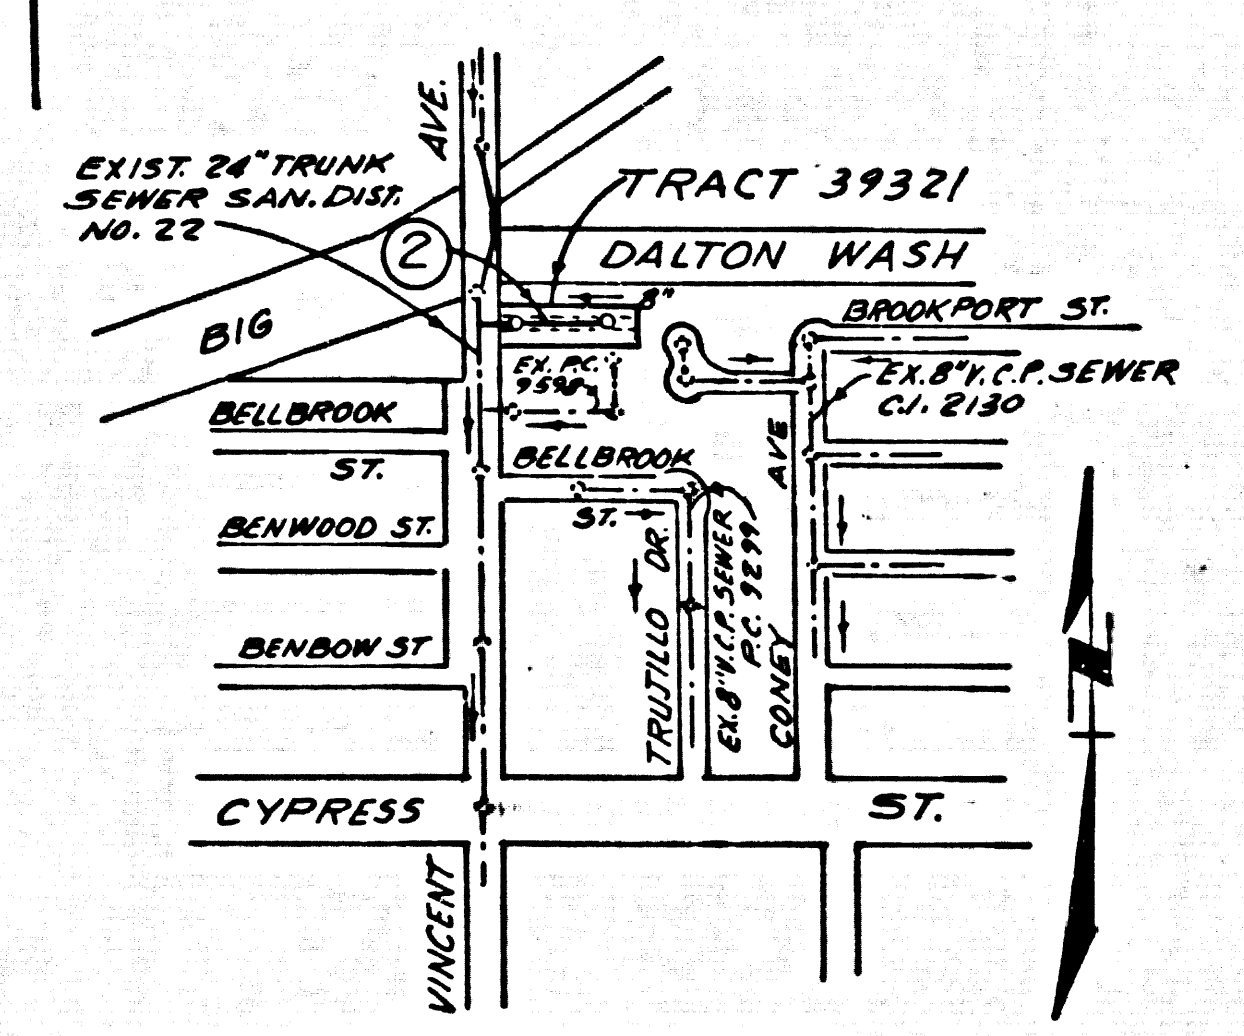 AVE.
EXIST. 24" TRUNK
SEWER SAN. DIST.
NO. 22
TRACT 39321
2
DALTON WASH
BIG
8"
BROOKPORT ST.
EX. P.C.
9598
EX. 8" V.C.P. SEWER
C.I. 2130
BELLBROOK
ST.
BELLBROOK
ST.
AVE
BENWOOD ST.
TRUJILLO DR.
EX. 8" V.C.P. SEWER
P.C. 9299
CONEY
BENBOW ST
N
CYPRESS ST.
VINCENT